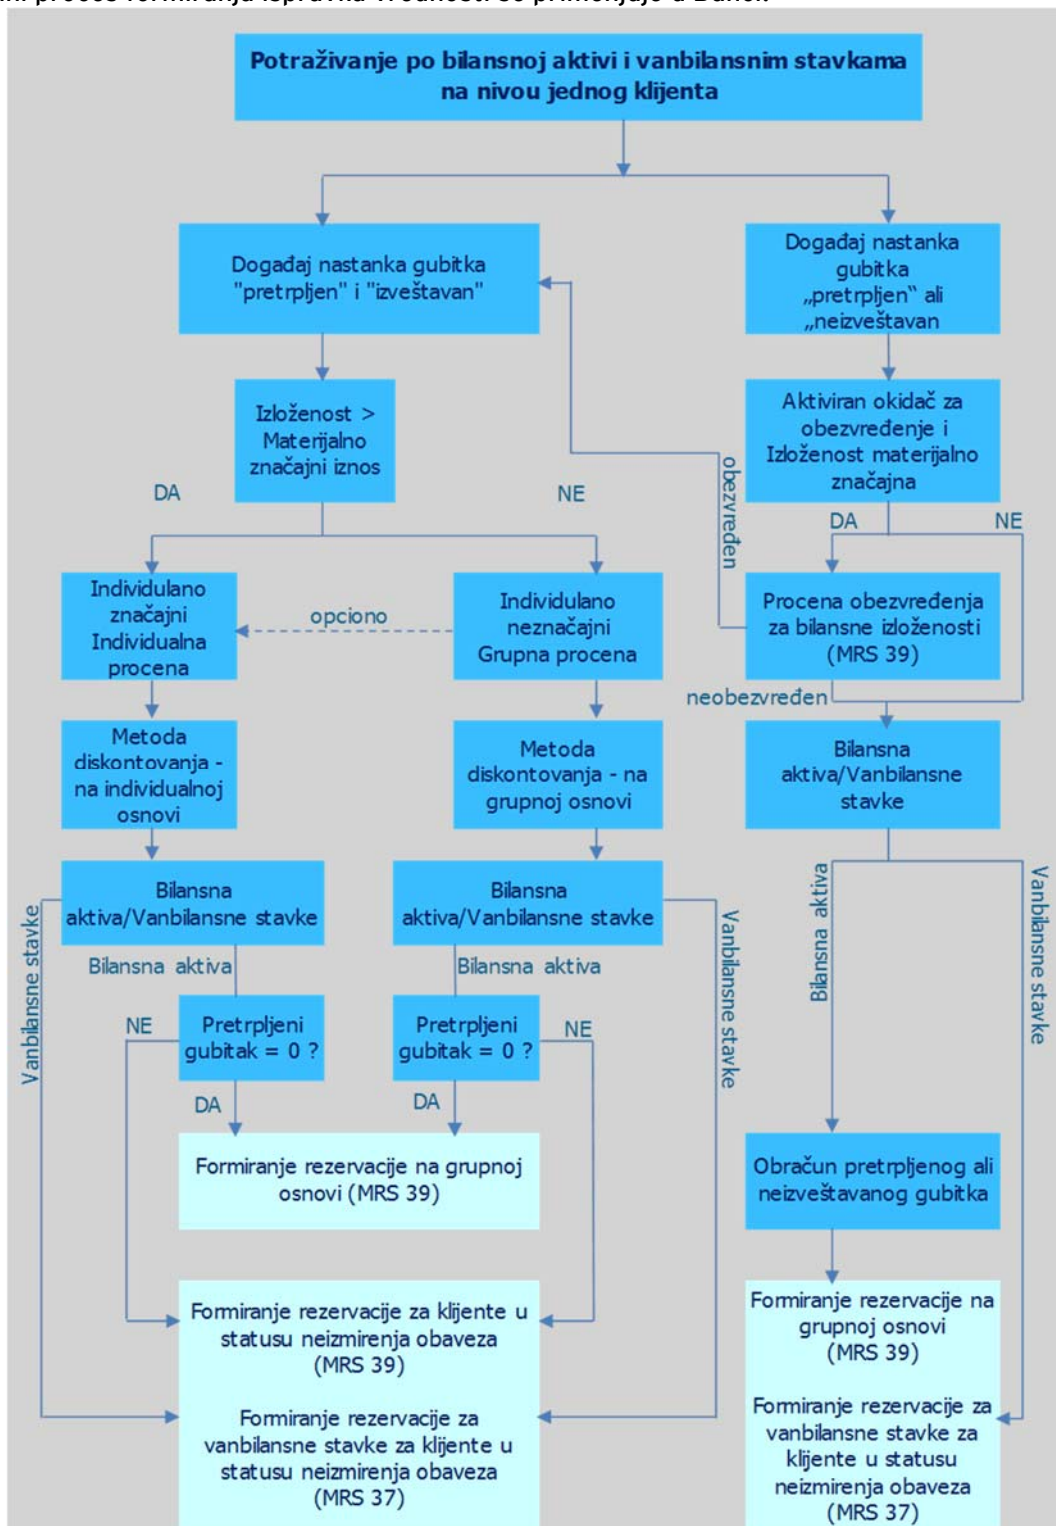 Potraživanje po bilansnoj aktivi i vanbilansnim stavkama
na nivou jednog klijenta
Događaj nastanka gubitka
"pretrpljen" i "izveštavan"
Događaj nastanka
gubitka
„pretrpljen“ ali
„neizveštavan
Izloženost >
Materijalno
značajni iznos
Aktiviran okidač za
obezvređenje i
Izloženost materijalno
značajna
DA
NE
obezvređen
DA
NE
Individulano
značajni
Individualna
procena
opciono
Individulano
neznačajni
Grupna procena
Procena obezvređenja
za bilansne izloženosti
(MRS 39)
neobezvređen
Metoda
diskontovanja -
na individualnoj
osnovi
Metoda
diskontovanja - na
grupnoj osnovi
Bilansna
aktiva/Vanbilansne
stavke
Bilansna
aktiva/Vanbilansne stavke
Bilansna
aktiva/Vanbilansne stavke
Vanbilansne stavke
Bilansna aktiva
Bilansna aktiva
Vanbilansne stavke
Bilansna aktiva
Vanbilansne stavke
NE
Pretrpljeni
gubitak = 0 ?
Pretrpljeni
gubitak = 0 ?
NE
DA
DA
Formiranje rezervacije na grupnoj
osnovi (MRS 39)
Obračun pretrpljenog ali
neizveštavanog gubitka
Formiranje rezervacije za klijente u
statusu neizmirenja obaveza
(MRS 39)
Formiranje rezervacije za
vanbilansne stavke za klijente u
statusu neizmirenja obaveza
(MRS 37)
Formiranje rezervacije na
grupnoj osnovi
(MRS 39)
Formiranje rezervacije za
vanbilansne stavke za
klijente u statusu
neizmirenja obaveza
(MRS 37)